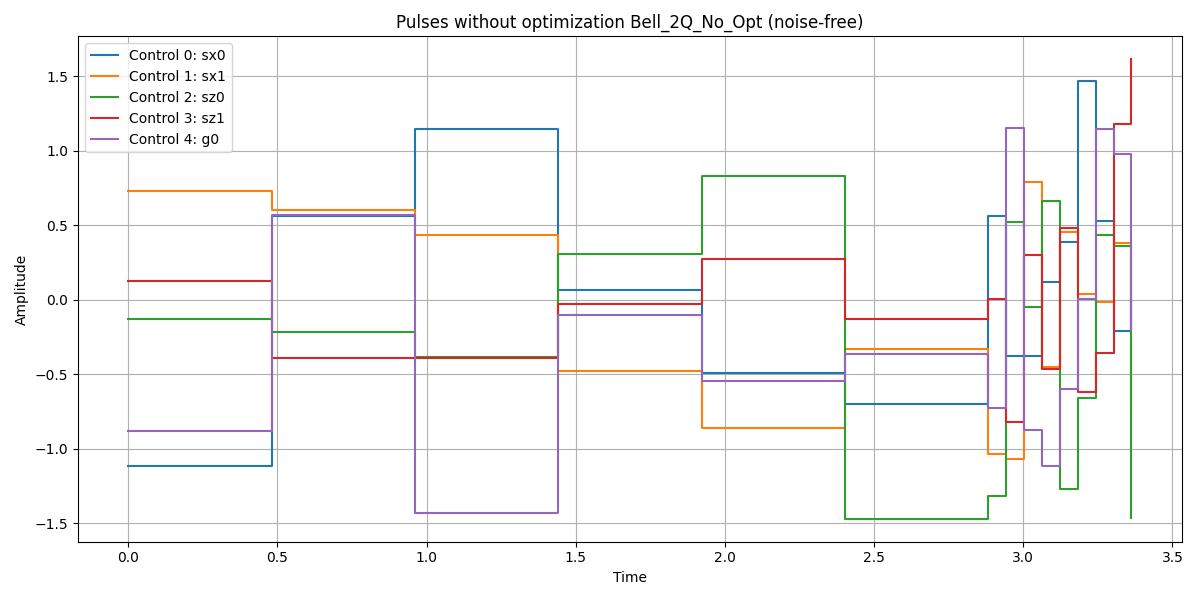 Pulses without optimization Bell_2Q_No_Opt (noise-free)
Control 0: sx0
Control 1: sx1
Control 2: sz0
Control 3: sz1
Control 4: g0
Amplitude
1.5
1.0
0.5
0.0
−0.5
−1.0
−1.5
0.0 0.5 1.0 1.5 2.0 2.5 3.0 3.5
Time